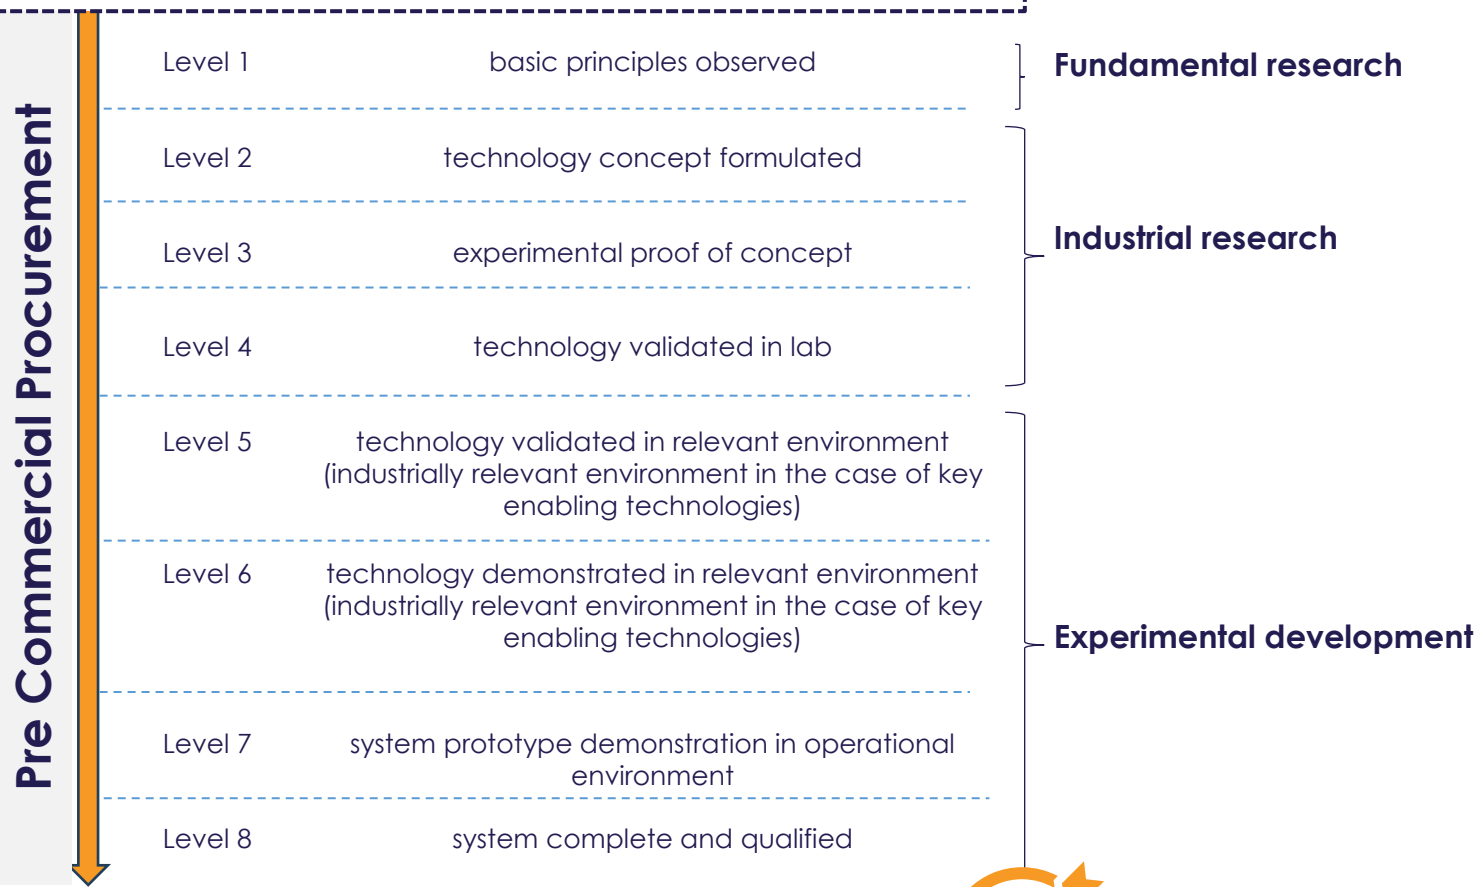 Pre Commercial Procurement
Level 1 basic principles observed
Fundamental research
Level 2 technology concept formulated
Level 3 experimental proof of concept
Industrial research
Level 4 technology validated in lab
Level 5 technology validated in relevant environment
(industrially relevant environment in the case of key
enabling technologies)
Level 6 technology demonstrated in relevant environment
(industrially relevant environment in the case of key
enabling technologies)
Experimental development
Level 7 system prototype demonstration in operational
environment
Level 8 system complete and qualified